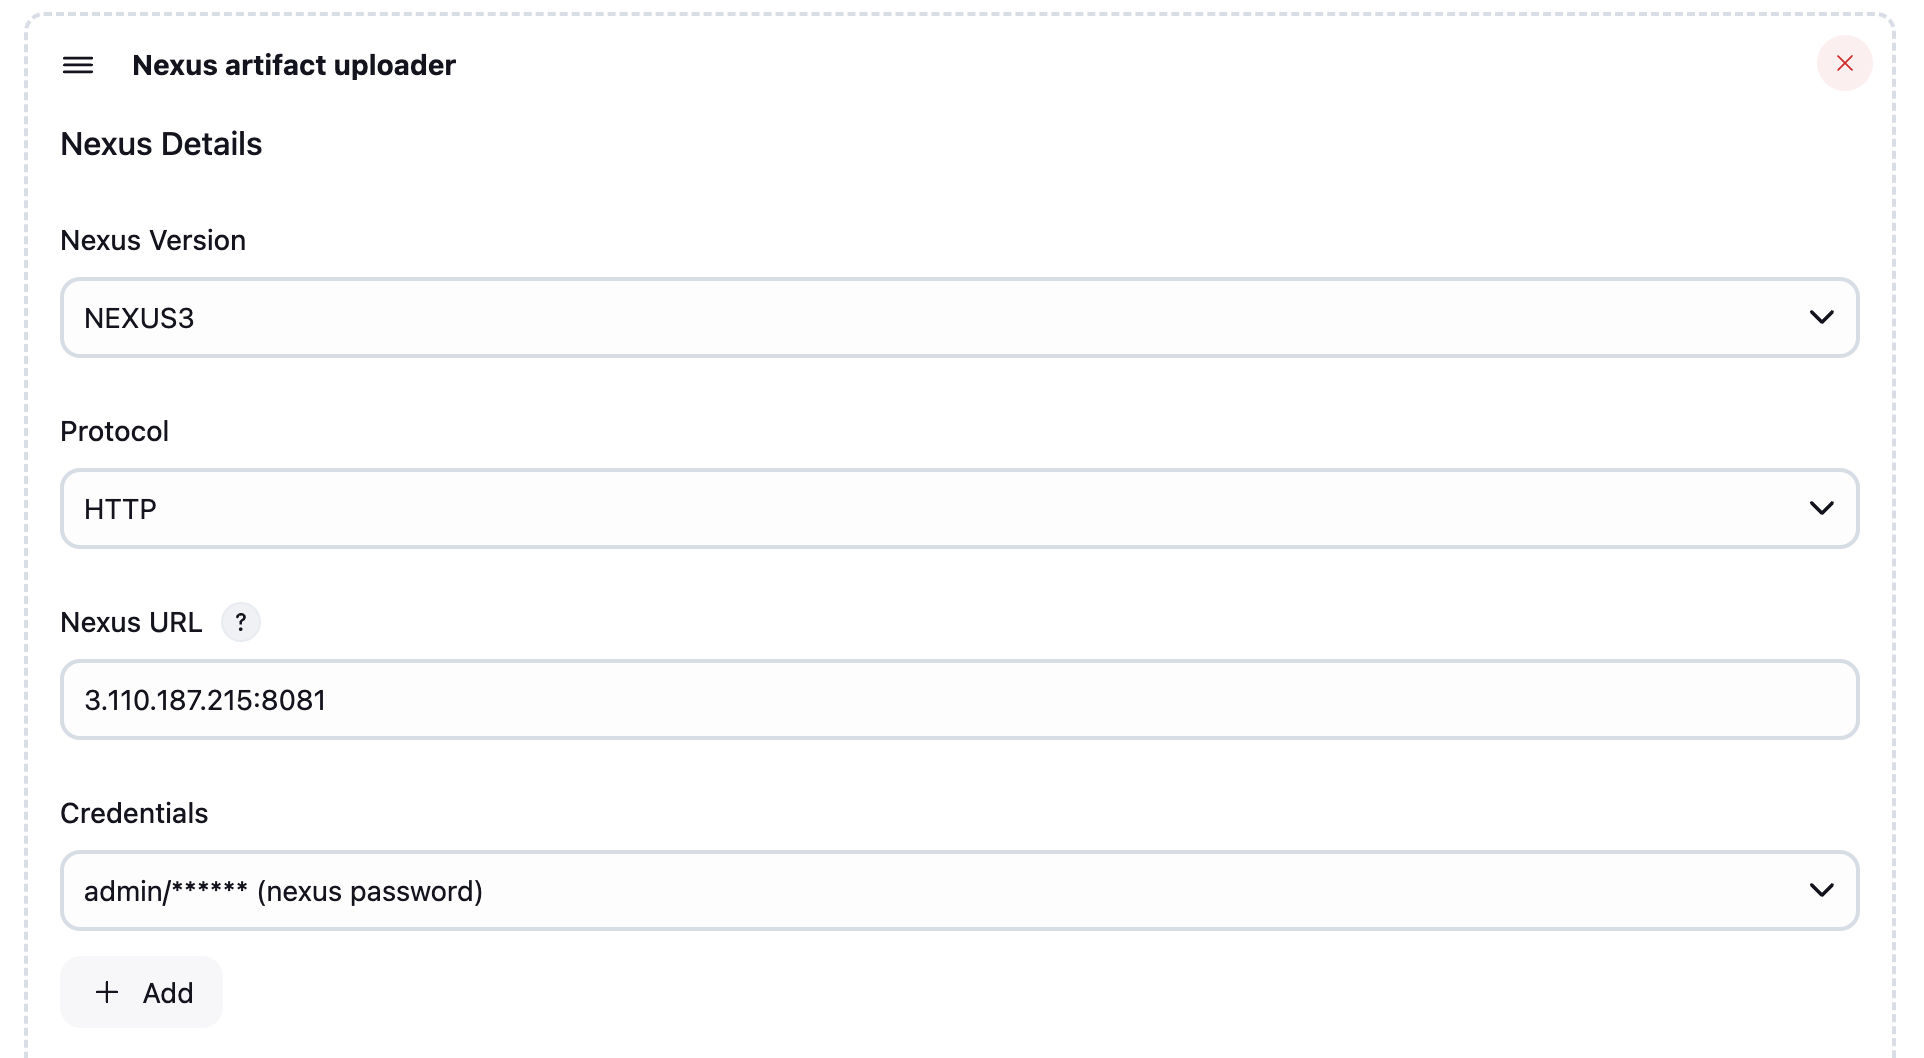 Nexus artifact uploader
Nexus Details
Nexus Version
NEXUS3
Protocol
HTTP
Nexus URL ?
3.110.187.215:8081
Credentials
admin/****** (nexus password)
+ Add